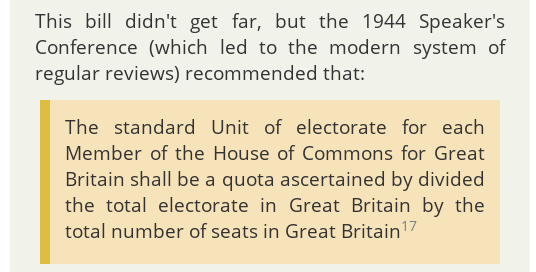 This bill didn't get far, but the 1944 Speaker's
Conference (which led to the modern system of
regular reviews) recommended that:
The standard Unit of electorate for each
Member of the House of Commons for Great
Britain shall be a quota ascertained by divided
the total electorate in Great Britain by the
total number of seats in Great Britain17